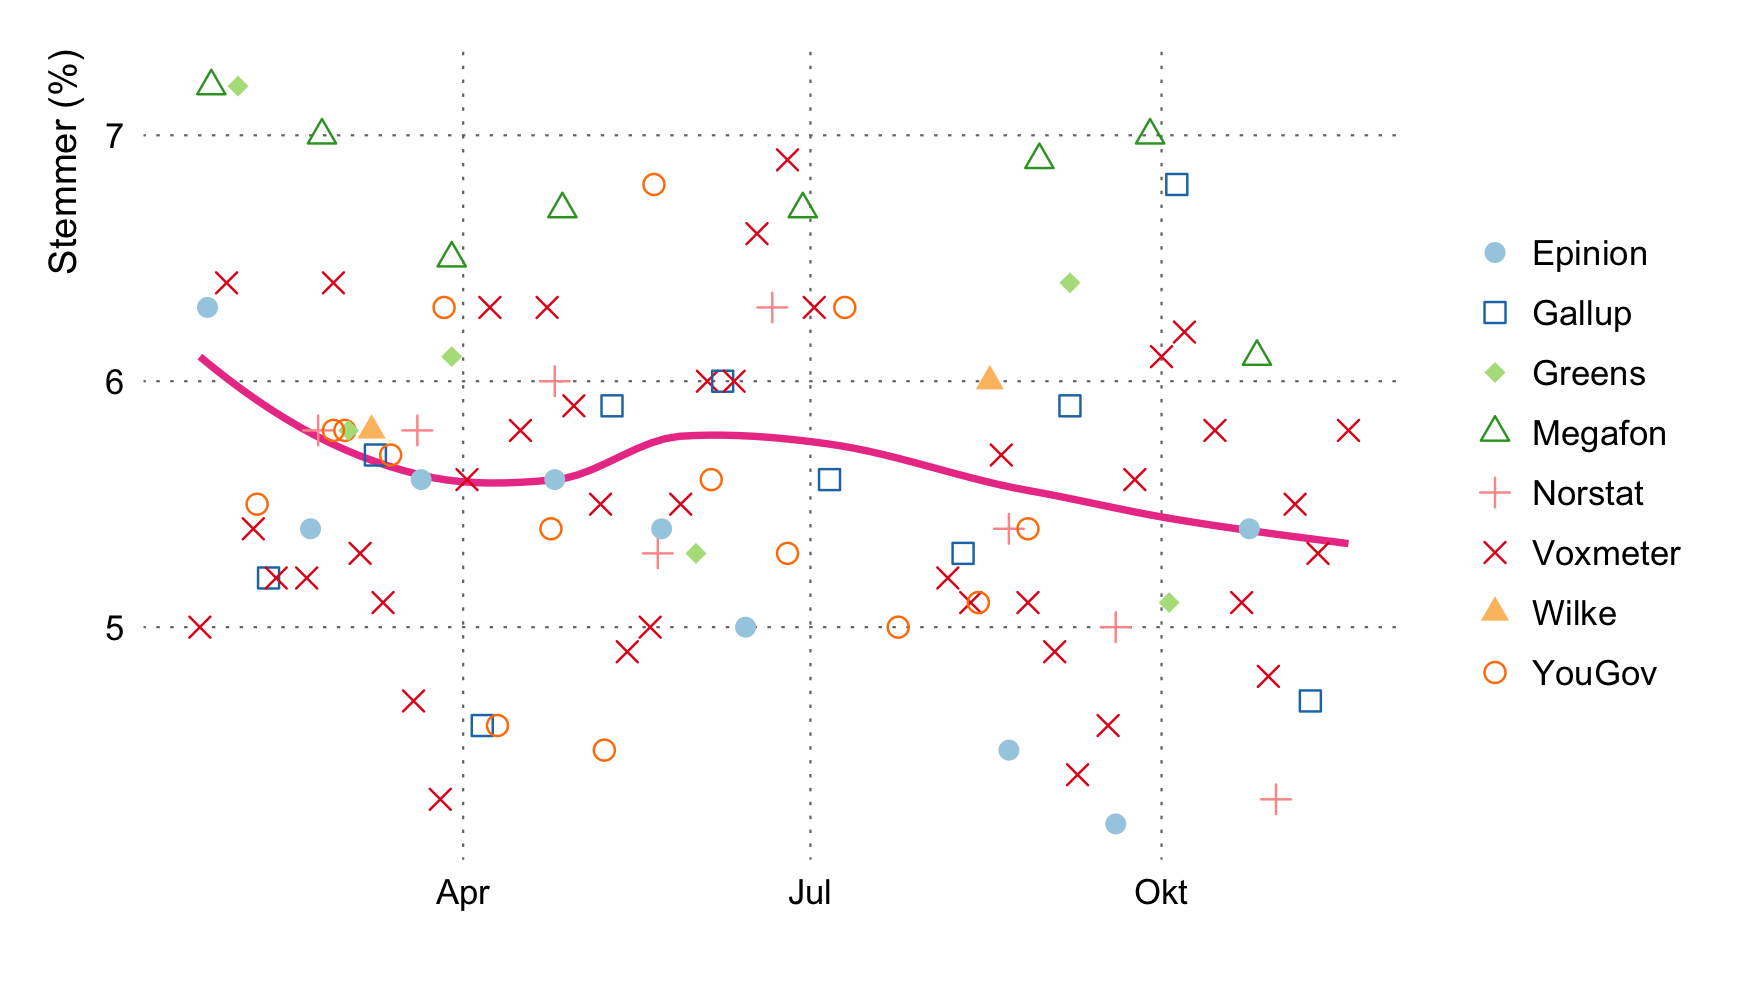 Stemmer (%)
7
6
5
Apr
Jul
Okt
Epinion
Gallup
Greens
Megafon
Norstat
Voxmeter
Wilke
YouGov